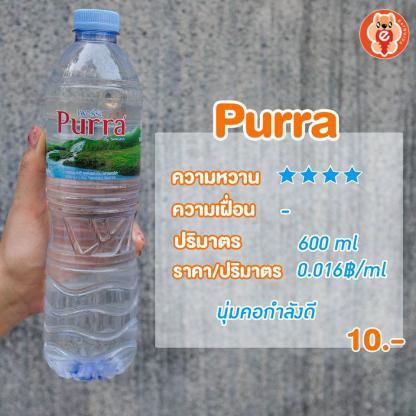 Purra
Purra
ความหวาน ★★★★
ความเฝื่อน -
ปริมาตร 600 ml
ราคา/ปริมาตร 0.016฿/ml
นุ่มคอกำลังดี
10.-